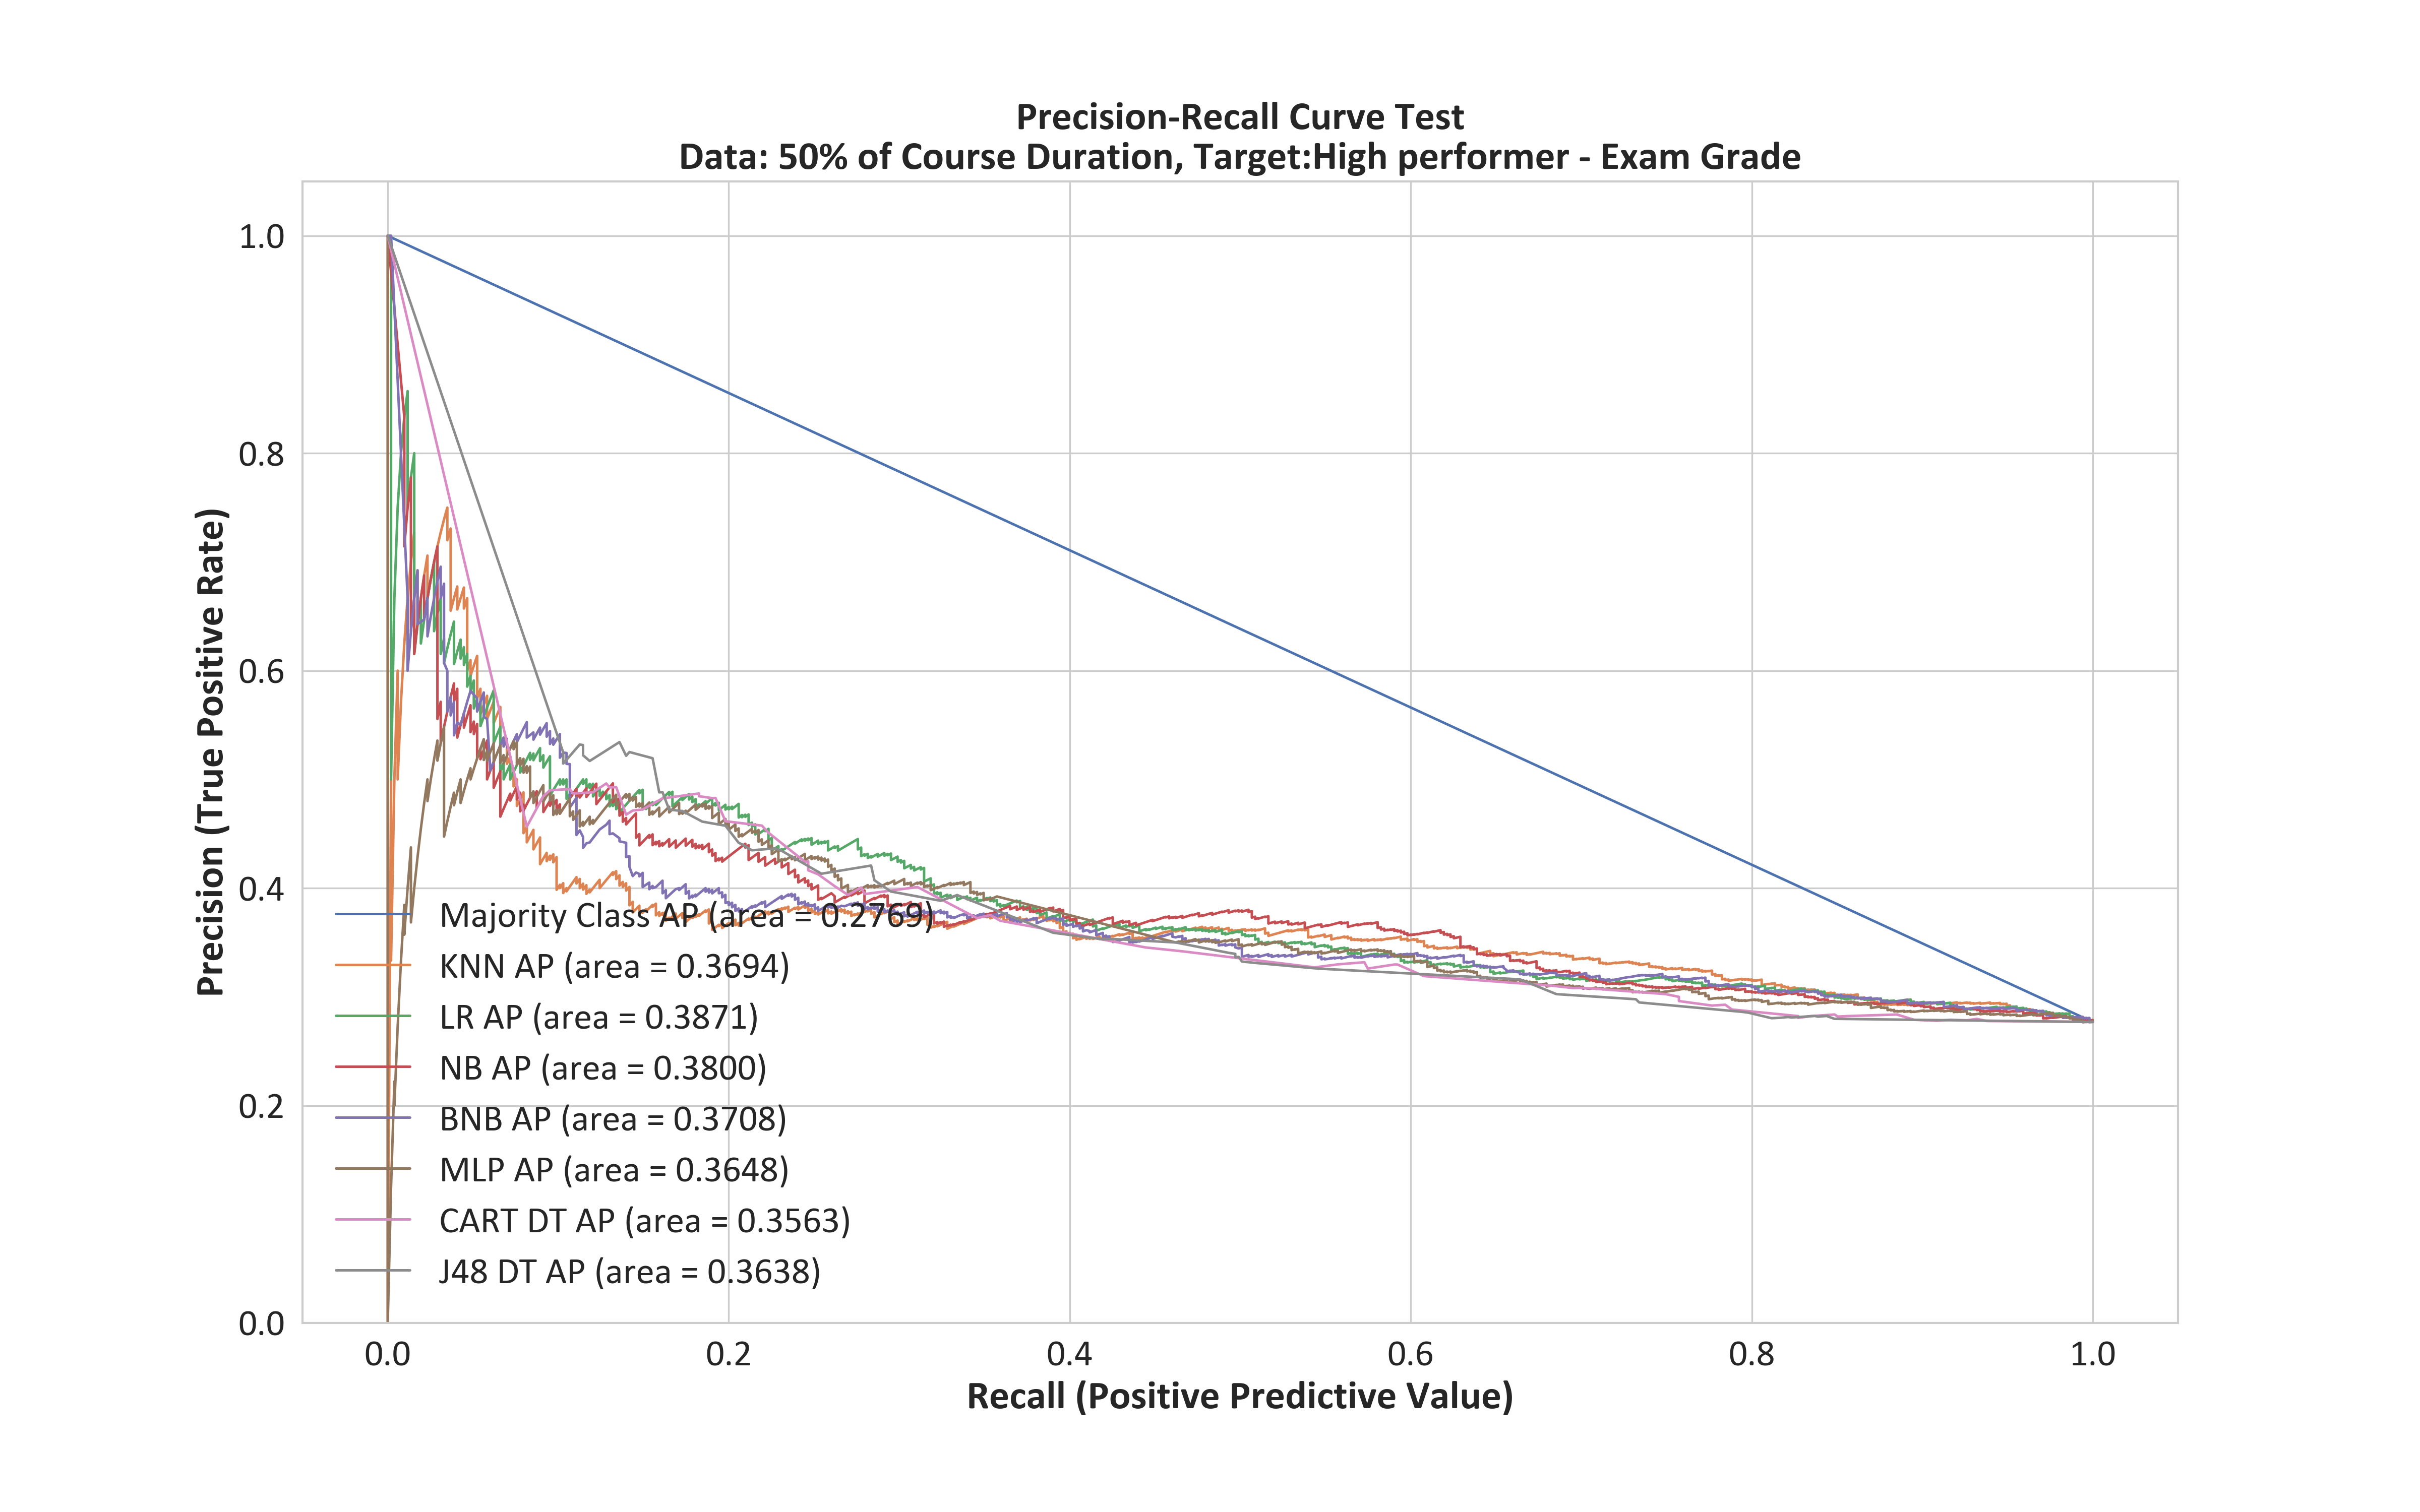 Precision-Recall Curve Test
Data: 50% of Course Duration, Target:High performer - Exam Grade
Precision (True Positive Rate)
1.0
0.8
0.6
0.4
0.2
0.0
Majority Class AP (area = 0.2769)
KNN AP (area = 0.3694)
LR AP (area = 0.3871)
NB AP (area = 0.3800)
BNB AP (area = 0.3708)
MLP AP (area = 0.3648)
CART DT AP (area = 0.3563)
J48 DT AP (area = 0.3638)
0.0 0.2 0.4 0.6 0.8 1.0
Recall (Positive Predictive Value)